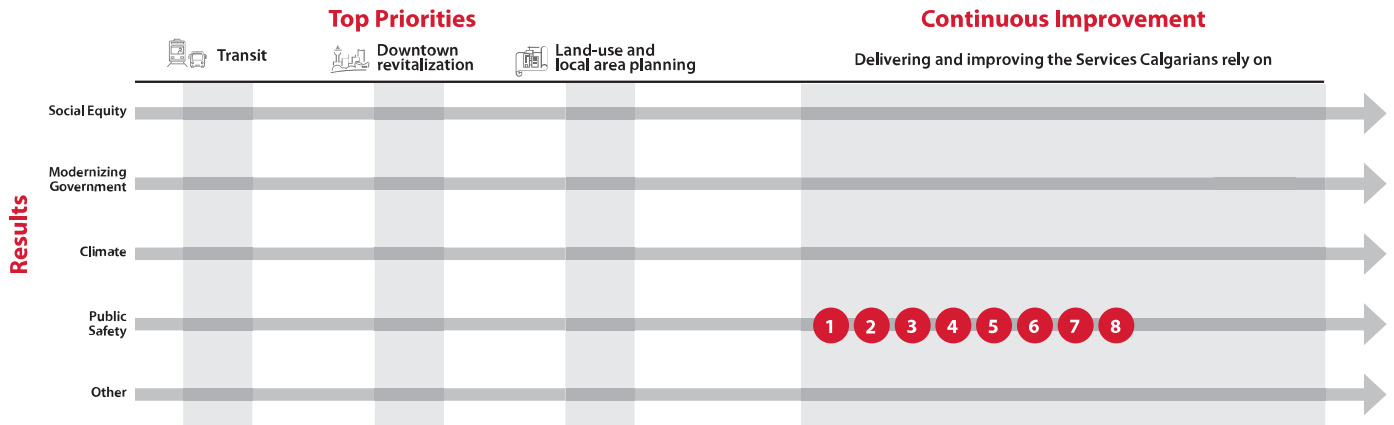 Top Priorities
Continuous Improvement
Transit
Downtown
revitalization
Land-use and
local area planning
Delivering and improving the Services Calgarians rely on
Results
Social Equity
Modernizing
Government
Climate
Public
Safety
1 2 3 4 5 6 7 8
Other